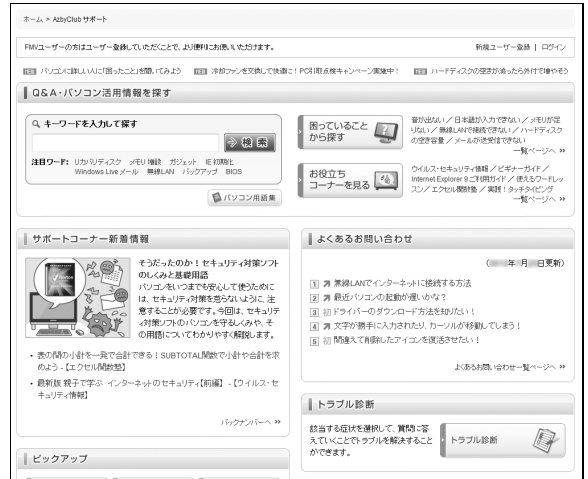 ホーム > AzbyClub サポート
FMVユーザーの方はユーザー登録していただくことで、より便利にお使いいただけます。
新規ユーザー登録 | ログイン
パソコンに詳しい人に「困ったこと」を聞いてみよう
冷却ファンを交換して快適に！PC引取点検キャンペーン実施中！
ハードディスクの空きが減ったら外付で増やそう
Q&A・パソコン活用情報を探す
キーワードを入力して探す
検索
注目ワード： リカバリディスク メモリ増設 ガジェット IE初期化
Windows Live メール 無線LAN バックアップ BIOS
パソコン用語集
困っていること
から探す
音が出ない／日本語が入力できない／メモリが足
りない／無線LANで接続できない／ハードディスク
の空き容量／メールが送受信できない
一覧ページへ »
お役立ち
コーナーを見る
ウイルス・セキュリティ情報／ビギナーガイド／
Internet Explorer 9ご利用ガイド／使えるワードレッ
スン／エクセル関数塾／実践！タッチタイピング
一覧ページへ »
サポートコーナー新着情報
そうだったのか！セキュリティ対策ソフト
のしくみと基礎用語
パソコンをいつまでも安心して使うために
は、セキュリティ対策を怠らないように、注
意することが必要です。今回は、セキュリテ
ィ対策ソフトのパソコンを守るしくみや、そ
の用語についてわかりやすく解説します。
・表の間の小計を一発で合計できる！SUBTOTAL関数で小計や合計を求
めよう -【エクセル関数塾】
・最新版 親子で学ぶ インターネットのセキュリティ【前編】 -【ウイルス・セ
キュリティ情報】
バックナンバーへ »
ピックアップ
よくあるお問い合わせ
（ 年 月 日更新）
1 無線LANでインターネットに接続する方法
2 最近パソコンの起動が遅いかな？
3 初 ドライバーのダウンロード方法を知りたい！
4 文字が勝手に入力されたり、カーソルが移動してしまう！
5 初 間違えて削除したアイコンを復活させたい！
よくあるお問い合わせ一覧ページへ »
トラブル診断
該当する症状を選択して、質問に答
えていくことでトラブルを解決すること
ができます。
トラブル診断